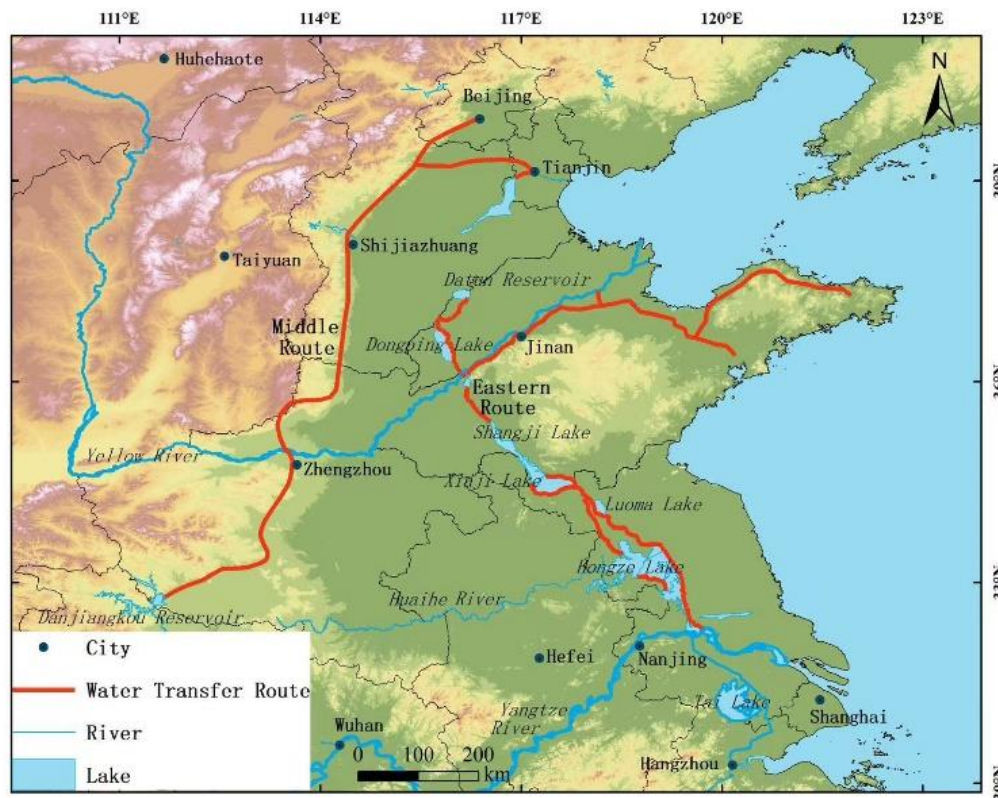 111°E
114°E
117°E
120°E
123°E
N
Huhehaote
Beijing
Tianjin
Shijiazhuang
Taiyuan
Datun Reservoir
Middle
Route
Dongping Lake
Jinan
Eastern
Route
Shangji Lake
Yellow River
Zhengzhou
Xinji Lake
Luoma Lake
Hongze Lake
Huaihe River
Danjiangkou Reservoir
City
Hefei
Nanjing
Water Transfer Route
Tai Lake
Shanghai
Yangtze
River
River
Wuhan
Hangzhou
Lake
0 100 200
km